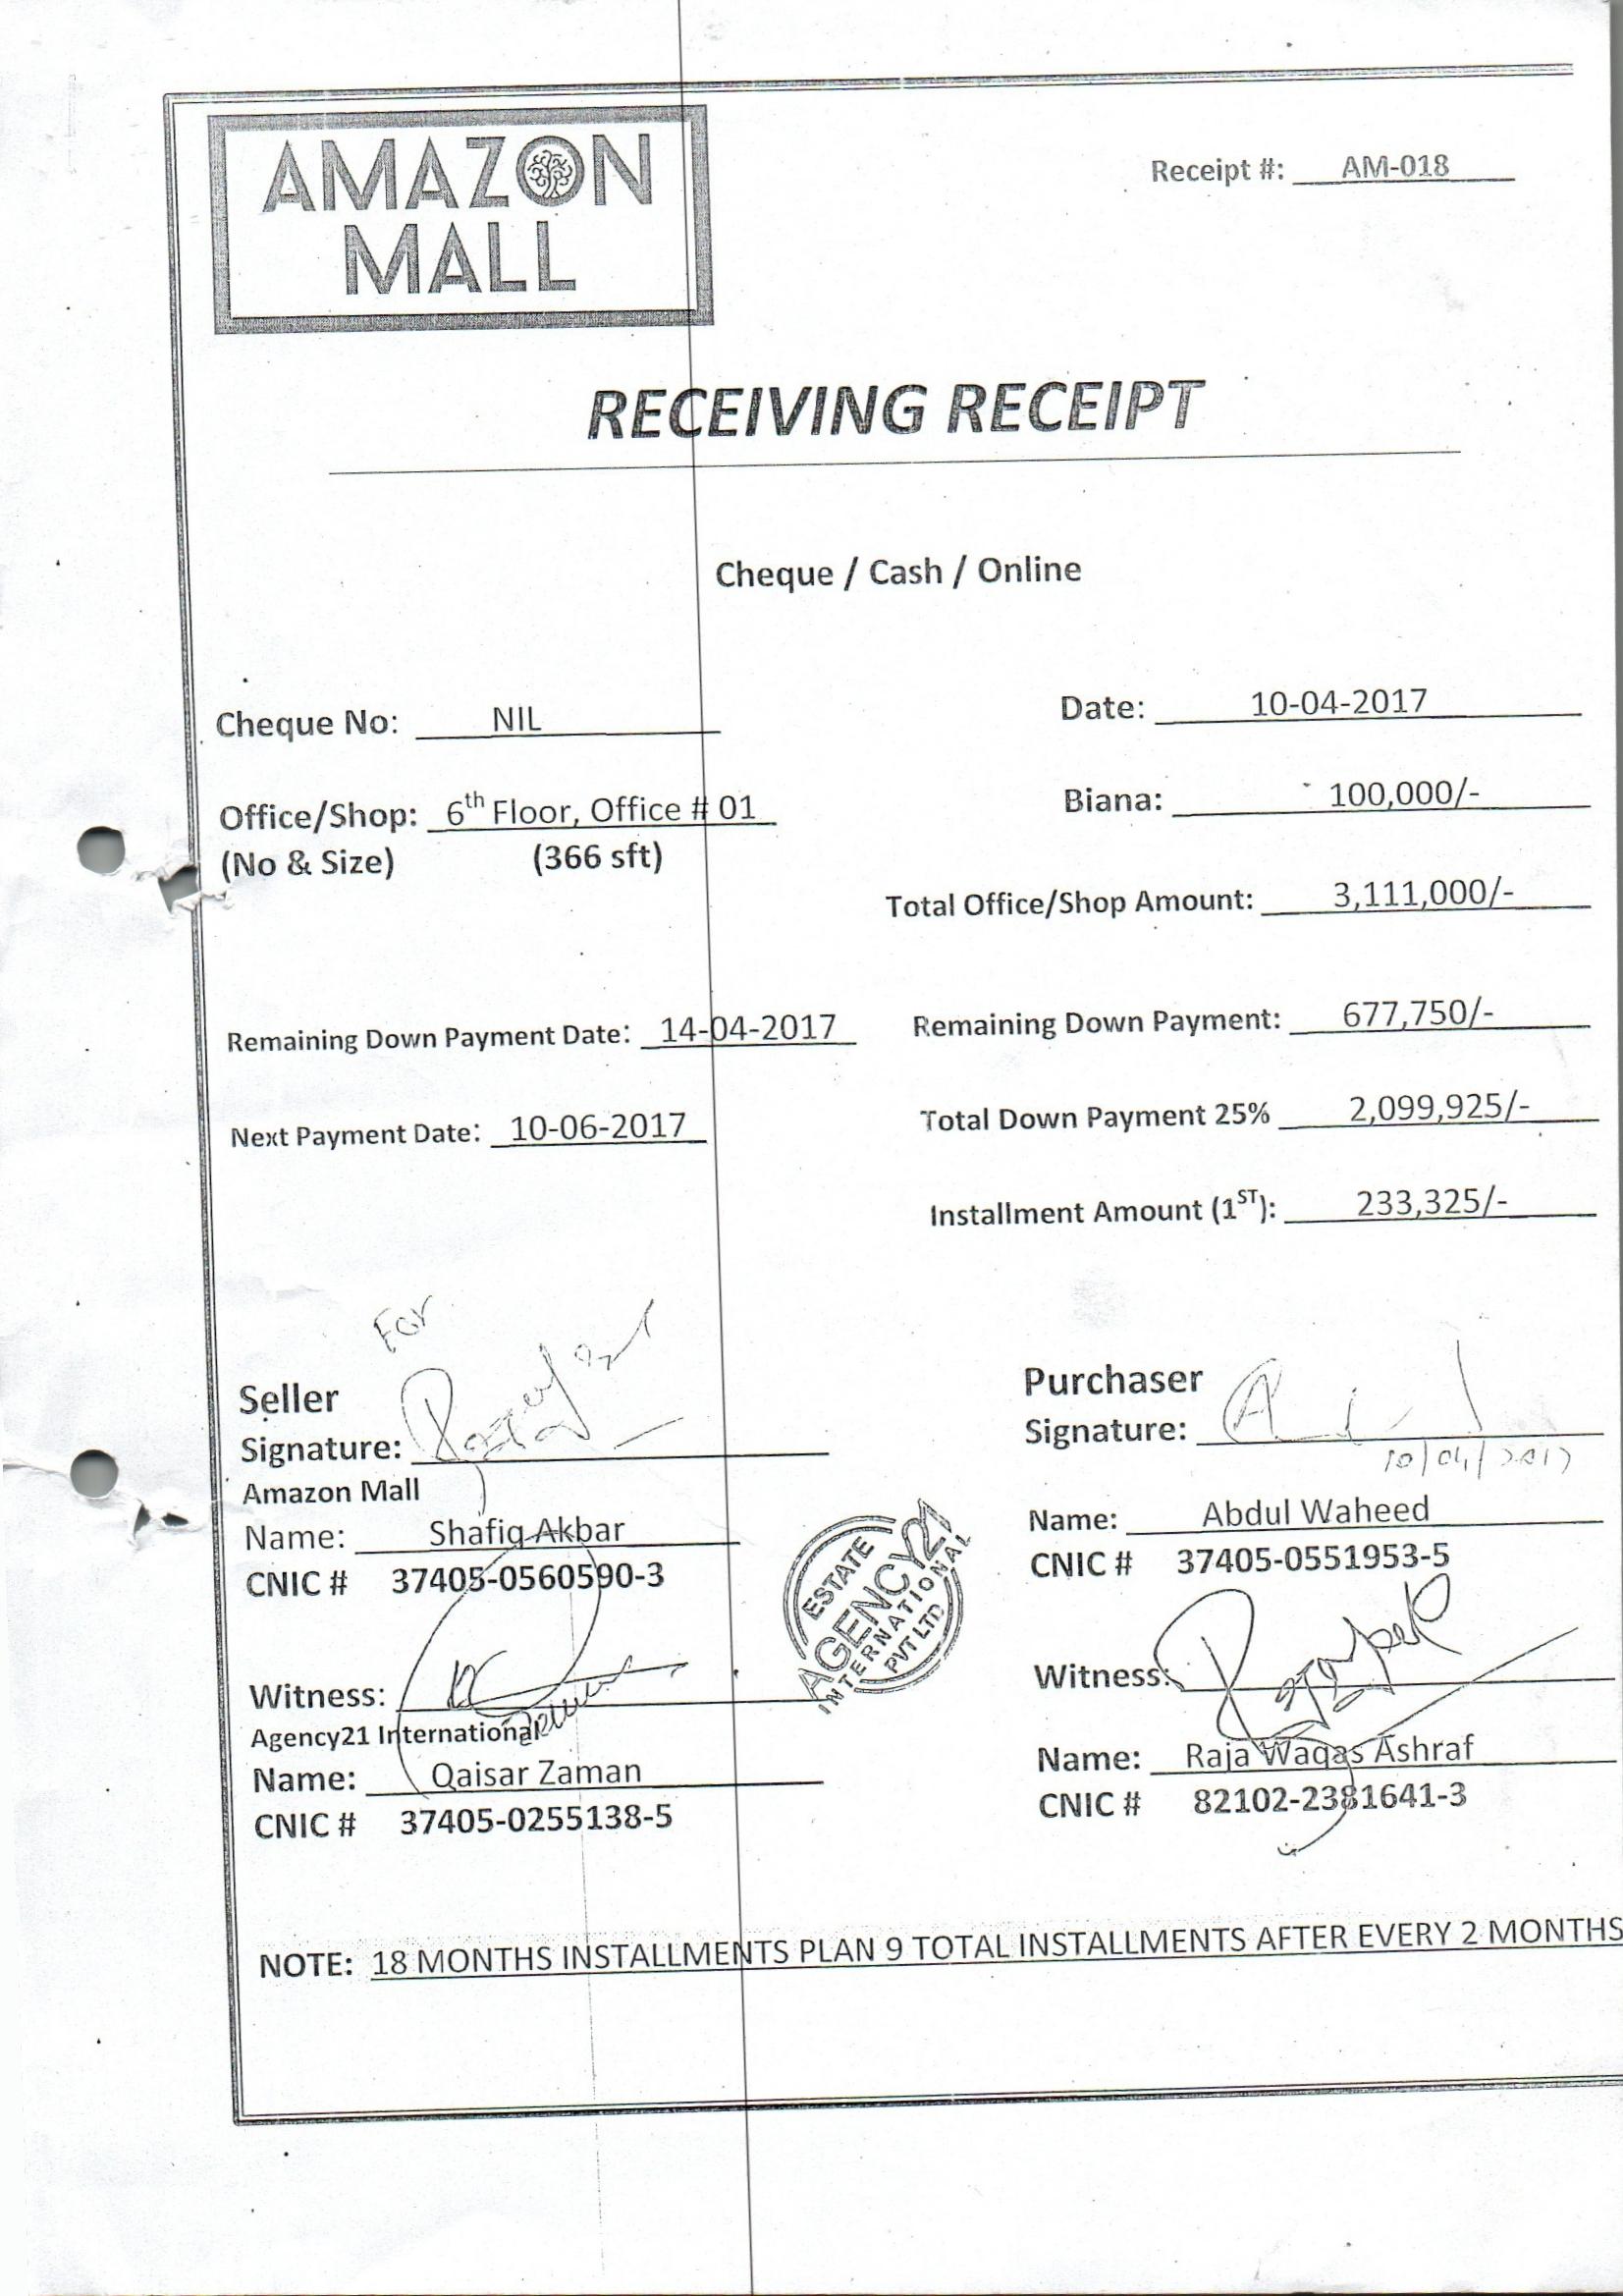 AMAZON
MALL
Receipt #: AM-018
RECEIVING RECEIPT
Cheque / Cash / Online
Cheque No: NIL
Date: 10-04-2017
Office/Shop: 6th Floor, Office # 01
(No & Size) (366 sft)
Biana: 100,000/-
Total Office/Shop Amount: 3,111,000/-
Remaining Down Payment Date: 14-04-2017
Remaining Down Payment: 677,750/-
Next Payment Date: 10-06-2017
Total Down Payment 25% 2,099,925/-
Installment Amount (1ST): 233,325/-
For
Seller
Signature:
Amazon Mall
Name: Shafiq Akbar
CNIC # 37405-0560590-3
Purchaser
Signature:
10/04/2017
Name: Abdul Waheed
CNIC # 37405-0551953-5
ESTATE
AGENCY21
INTERNATIONAL
PVT LTD
Witness:
Agency21 International
Name: Qaisar Zaman
CNIC # 37405-0255138-5
Witness:
Name: Raja Waqas Ashraf
CNIC # 82102-2381641-3
NOTE: 18 MONTHS INSTALLMENTS PLAN 9 TOTAL INSTALLMENTS AFTER EVERY 2 MONTHS